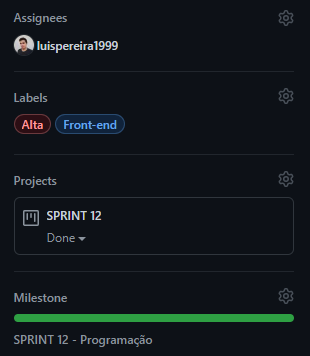 Assignees
luispereira1999
Labels
Alta Front-end
Projects
SPRINT 12
Done
Milestone
SPRINT 12 - Programação